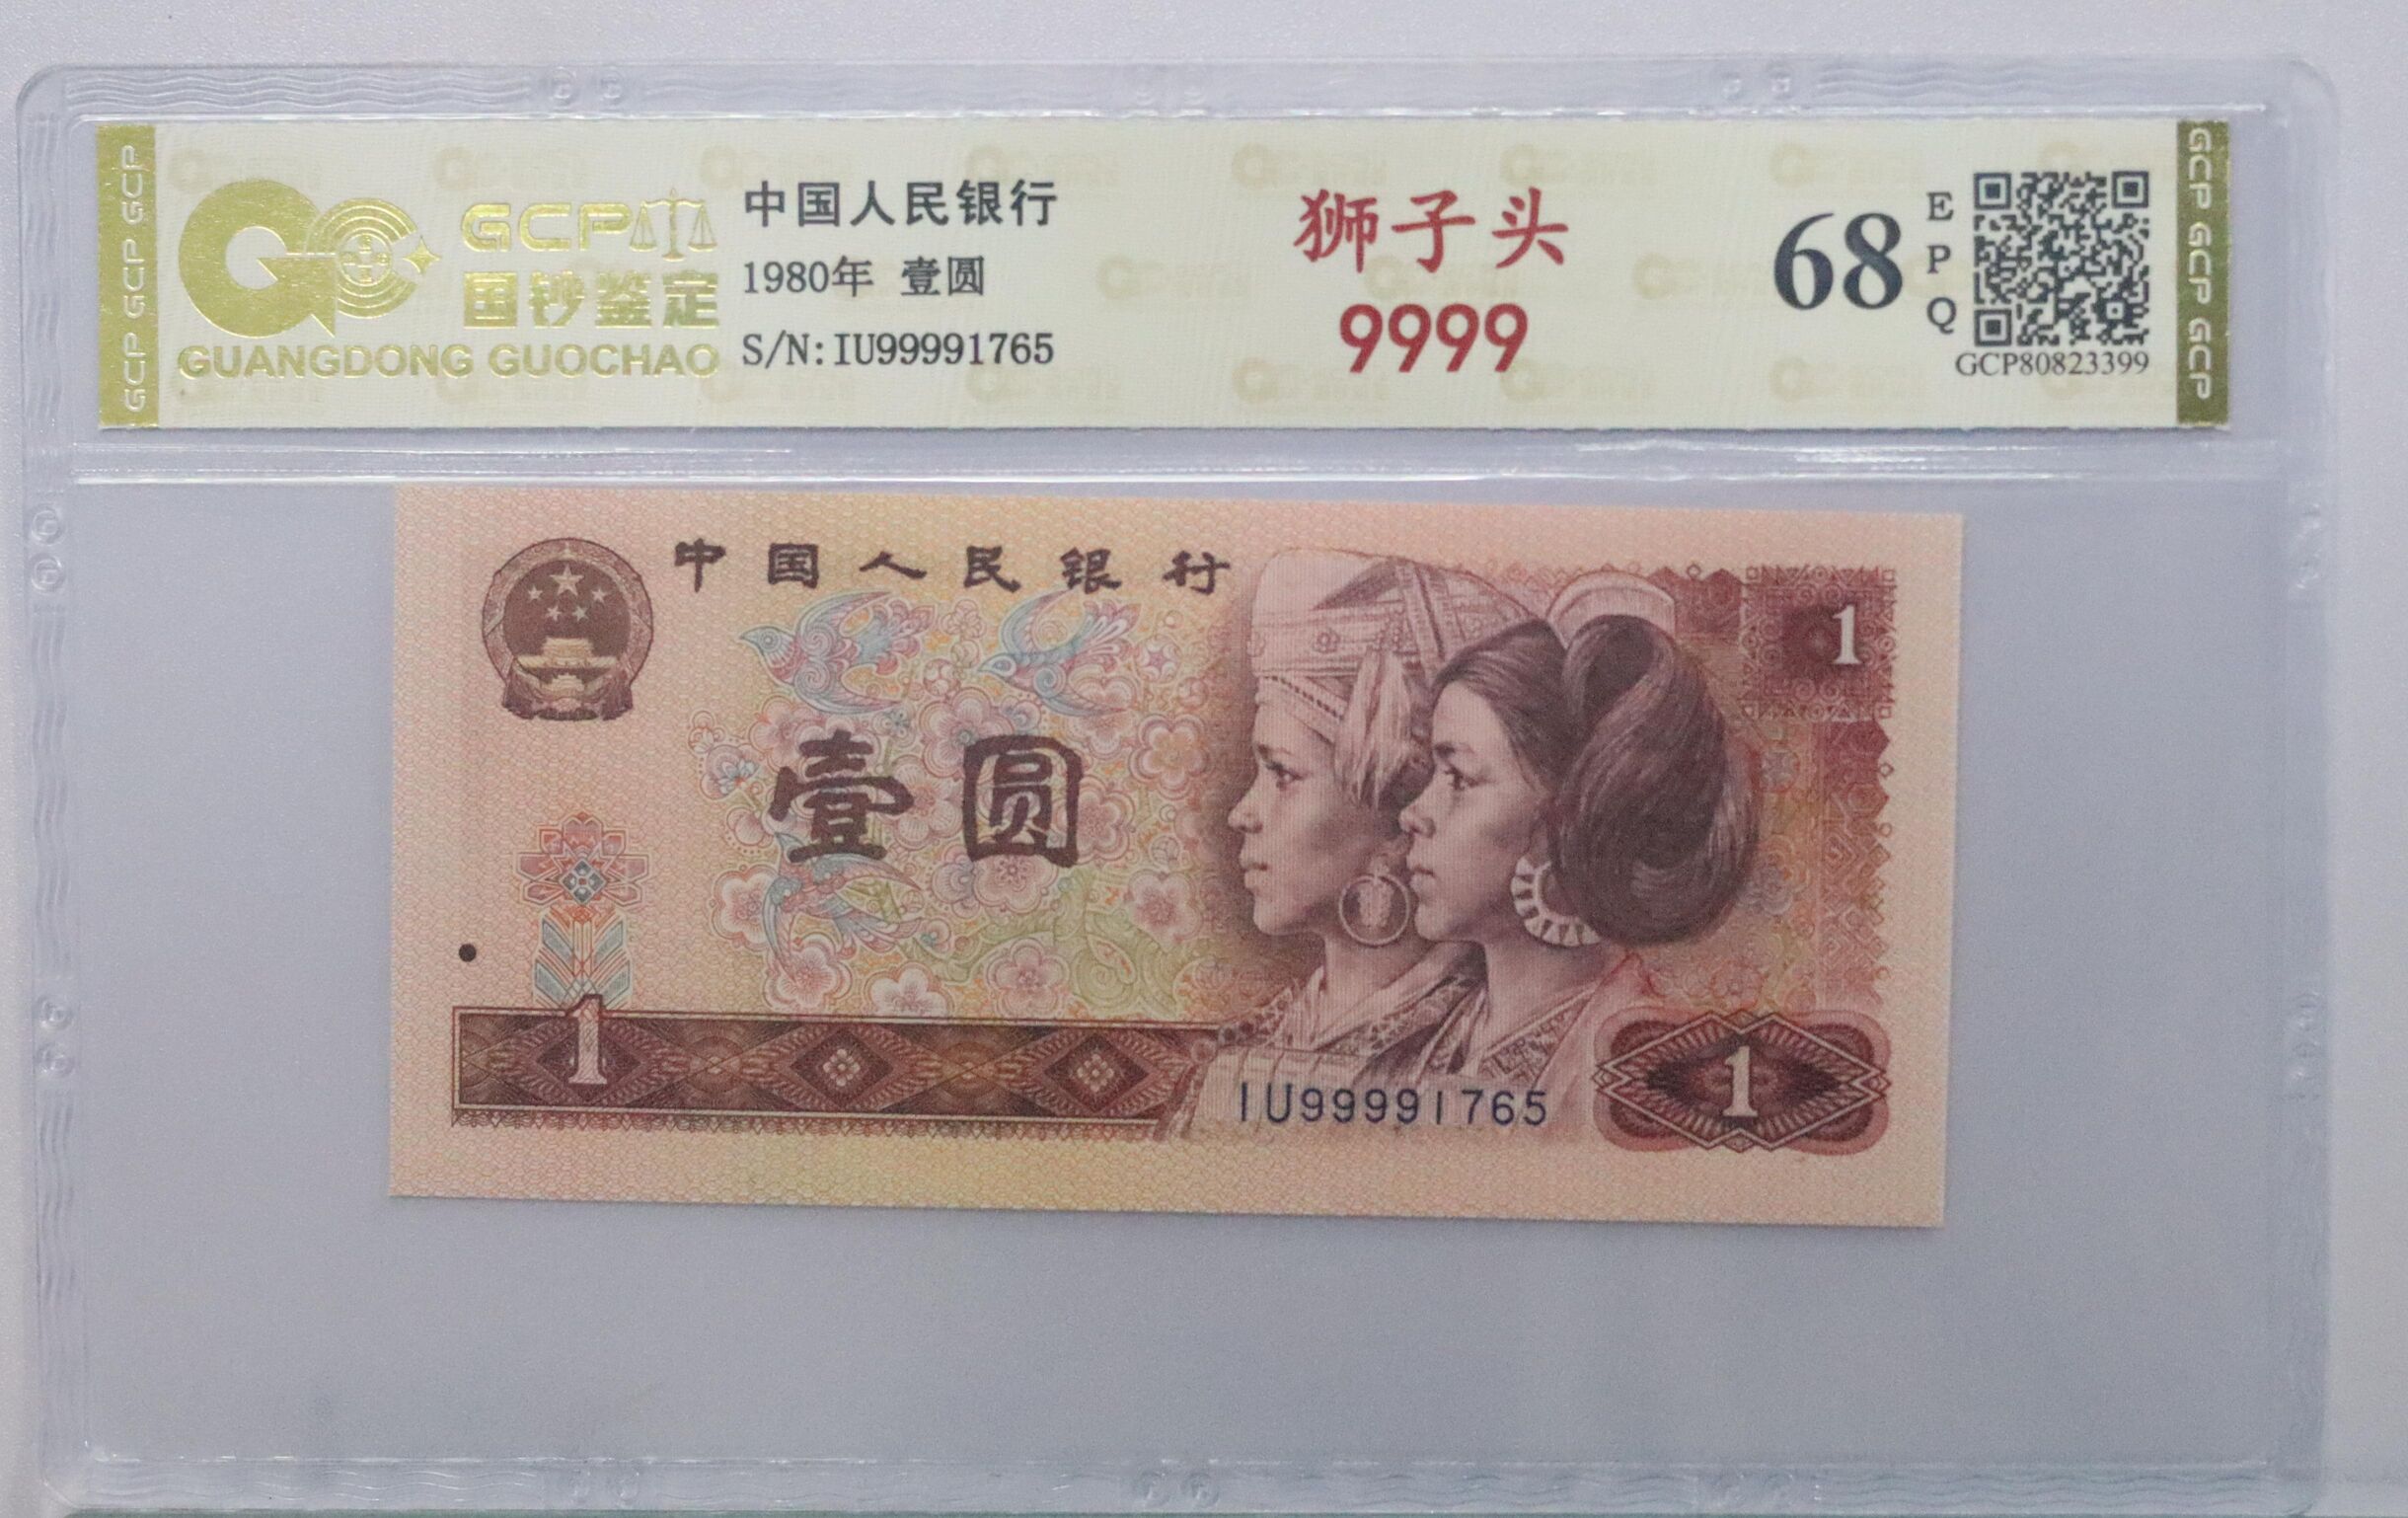 GCP GCP GCP
GCP
国钞鉴定
GUANGDONG GUOCHAO
中国人民银行
1980年 壹圆
S/N: IU99991765
狮子头
9999
68
EPQ
GCP80823399
GCP GCP GCP
中国人民银行
1
壹圆
1
IU99991765
1